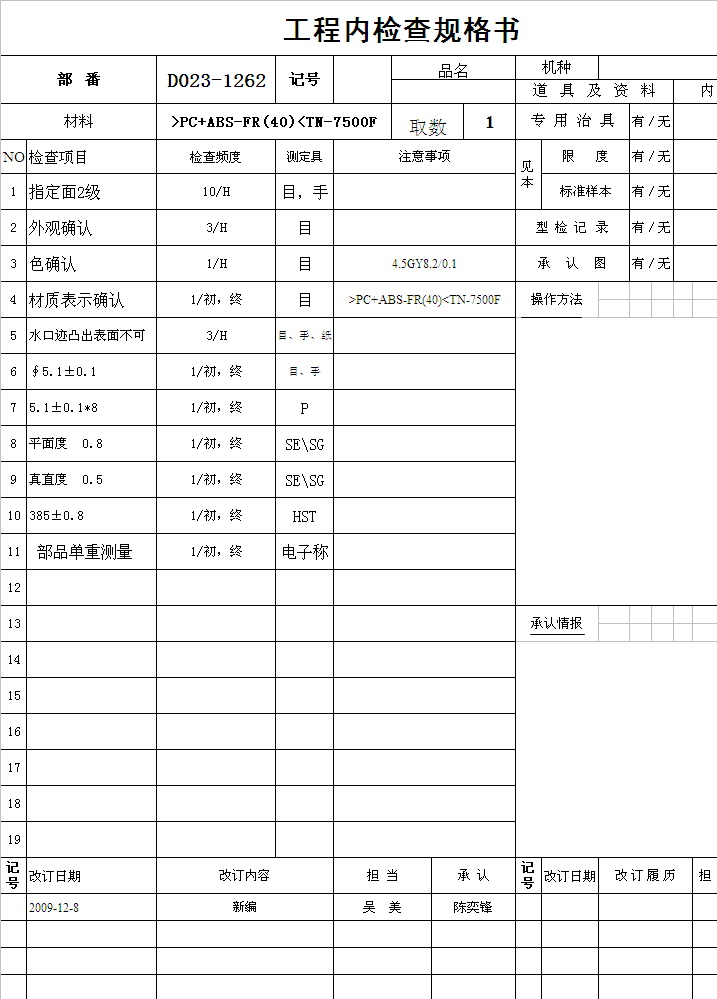 工程内检查规格书
部 番 D023-1262 记号 品名 机种
道 具 及 资 料 内
材料 >PC+ABS-FR(40)<TN-7500F 取数 1 专 用 治 具 有/无
NO 检查项目 检查频度 测定具 注意事项 见本 限 度 有/无
1 指定面2级 10/H 目，手 标准样本 有/无
2 外观确认 3/H 目 型 检 记 录 有/无
3 色确认 1/H 目 4.5GY8.2/0.1 承 认 图 有/无
4 材质表示确认 1/初，终 目 >PC+ABS-FR(40)<TN-7500F 操作方法
5 水口迹凸出表面不可 3/H 目、手、纸
6 ∮5.1±0.1 1/初，终 目、手
7 5.1±0.1*8 1/初，终 P
8 平面度 0.8 1/初，终 SE\SG
9 真直度 0.5 1/初，终 SE\SG
10 385±0.8 1/初，终 HST
11 部品单重测量 1/初，终 电子称
12
13 承认情报
14
15
16
17
18
19
记号 改订日期 改订内容 担 当 承 认 记号 改订日期 改订履历 担
2009-12-8 新编 吴 美 陈奕锋